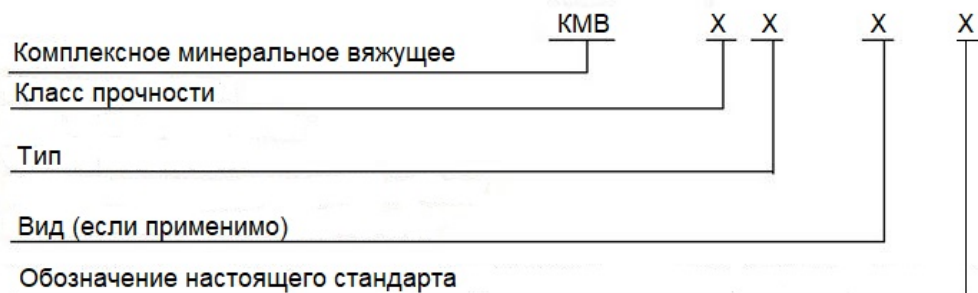 КМВ Х Х Х Х
Комплексное минеральное вяжущее
Класс прочности
Тип
Вид (если применимо)
Обозначение настоящего стандарта